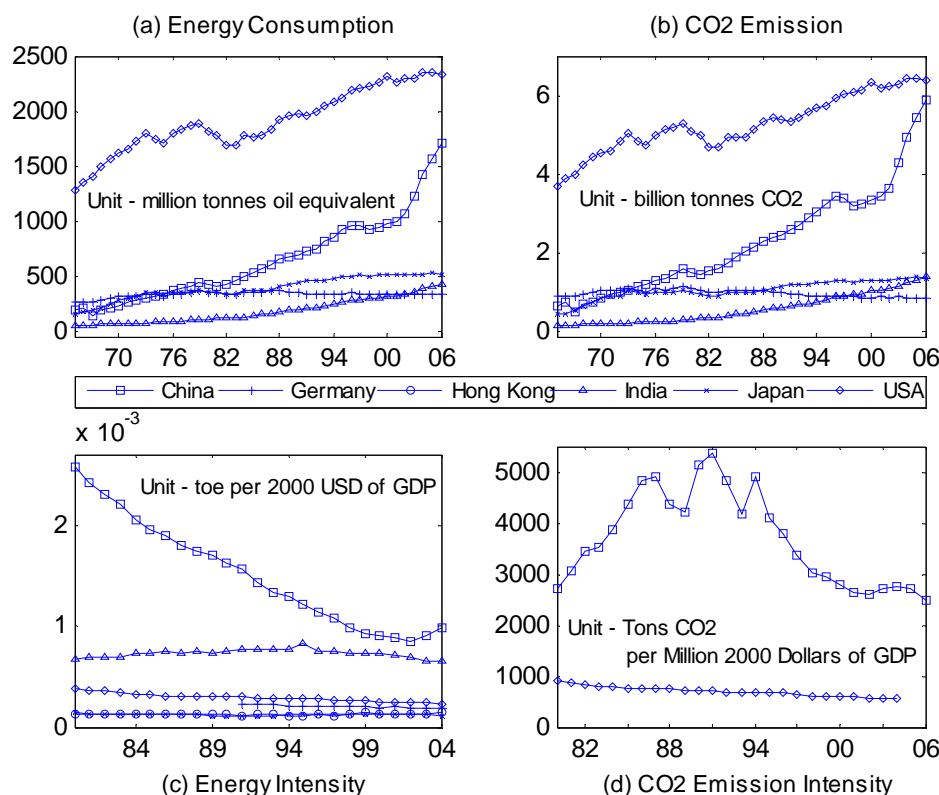 (a) Energy Consumption
(b) CO2 Emission
2500
2000
1500
1000
500
0
Unit - million tonnes oil equivalent
70 76 82 88 94 00 06
6
4
2
0
Unit - billion tonnes CO2
70 76 82 88 94 00 06
China Germany Hong Kong India Japan USA
x 10^-3
2
1
0
Unit - toe per 2000 USD of GDP
84 89 94 99 04
(c) Energy Intensity
5000
4000
3000
2000
1000
0
Unit - Tons CO2
per Million 2000 Dollars of GDP
82 88 94 00 06
(d) CO2 Emission Intensity